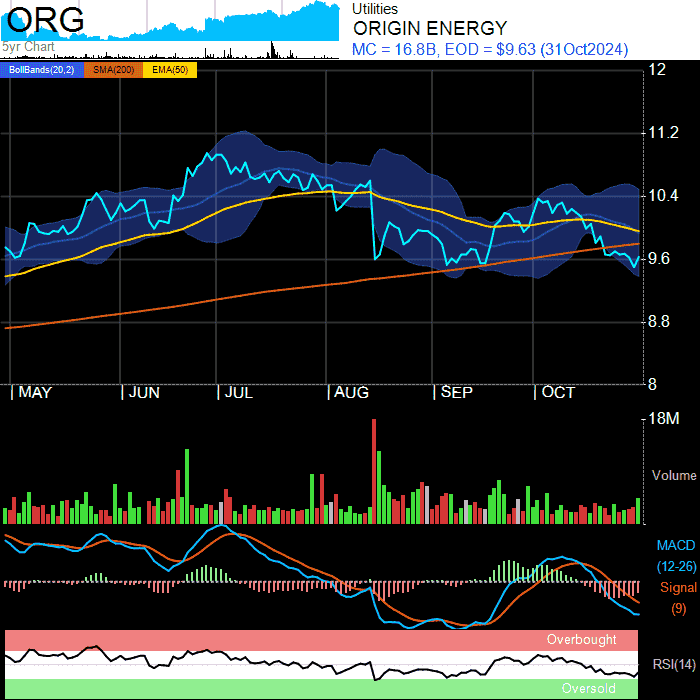 ORG
5yr Chart
Utilities
ORIGIN ENERGY
MC = 16.8B, EOD = $9.63 (31Oct2024)
BollBands(20,2) SMA(200) EMA(50)
12
11.2
10.4
9.6
8.8
8
MAY JUN JUL AUG SEP OCT
18M
Volume
MACD
(12-26)
Signal
(9)
Overbought
RSI(14)
Oversold